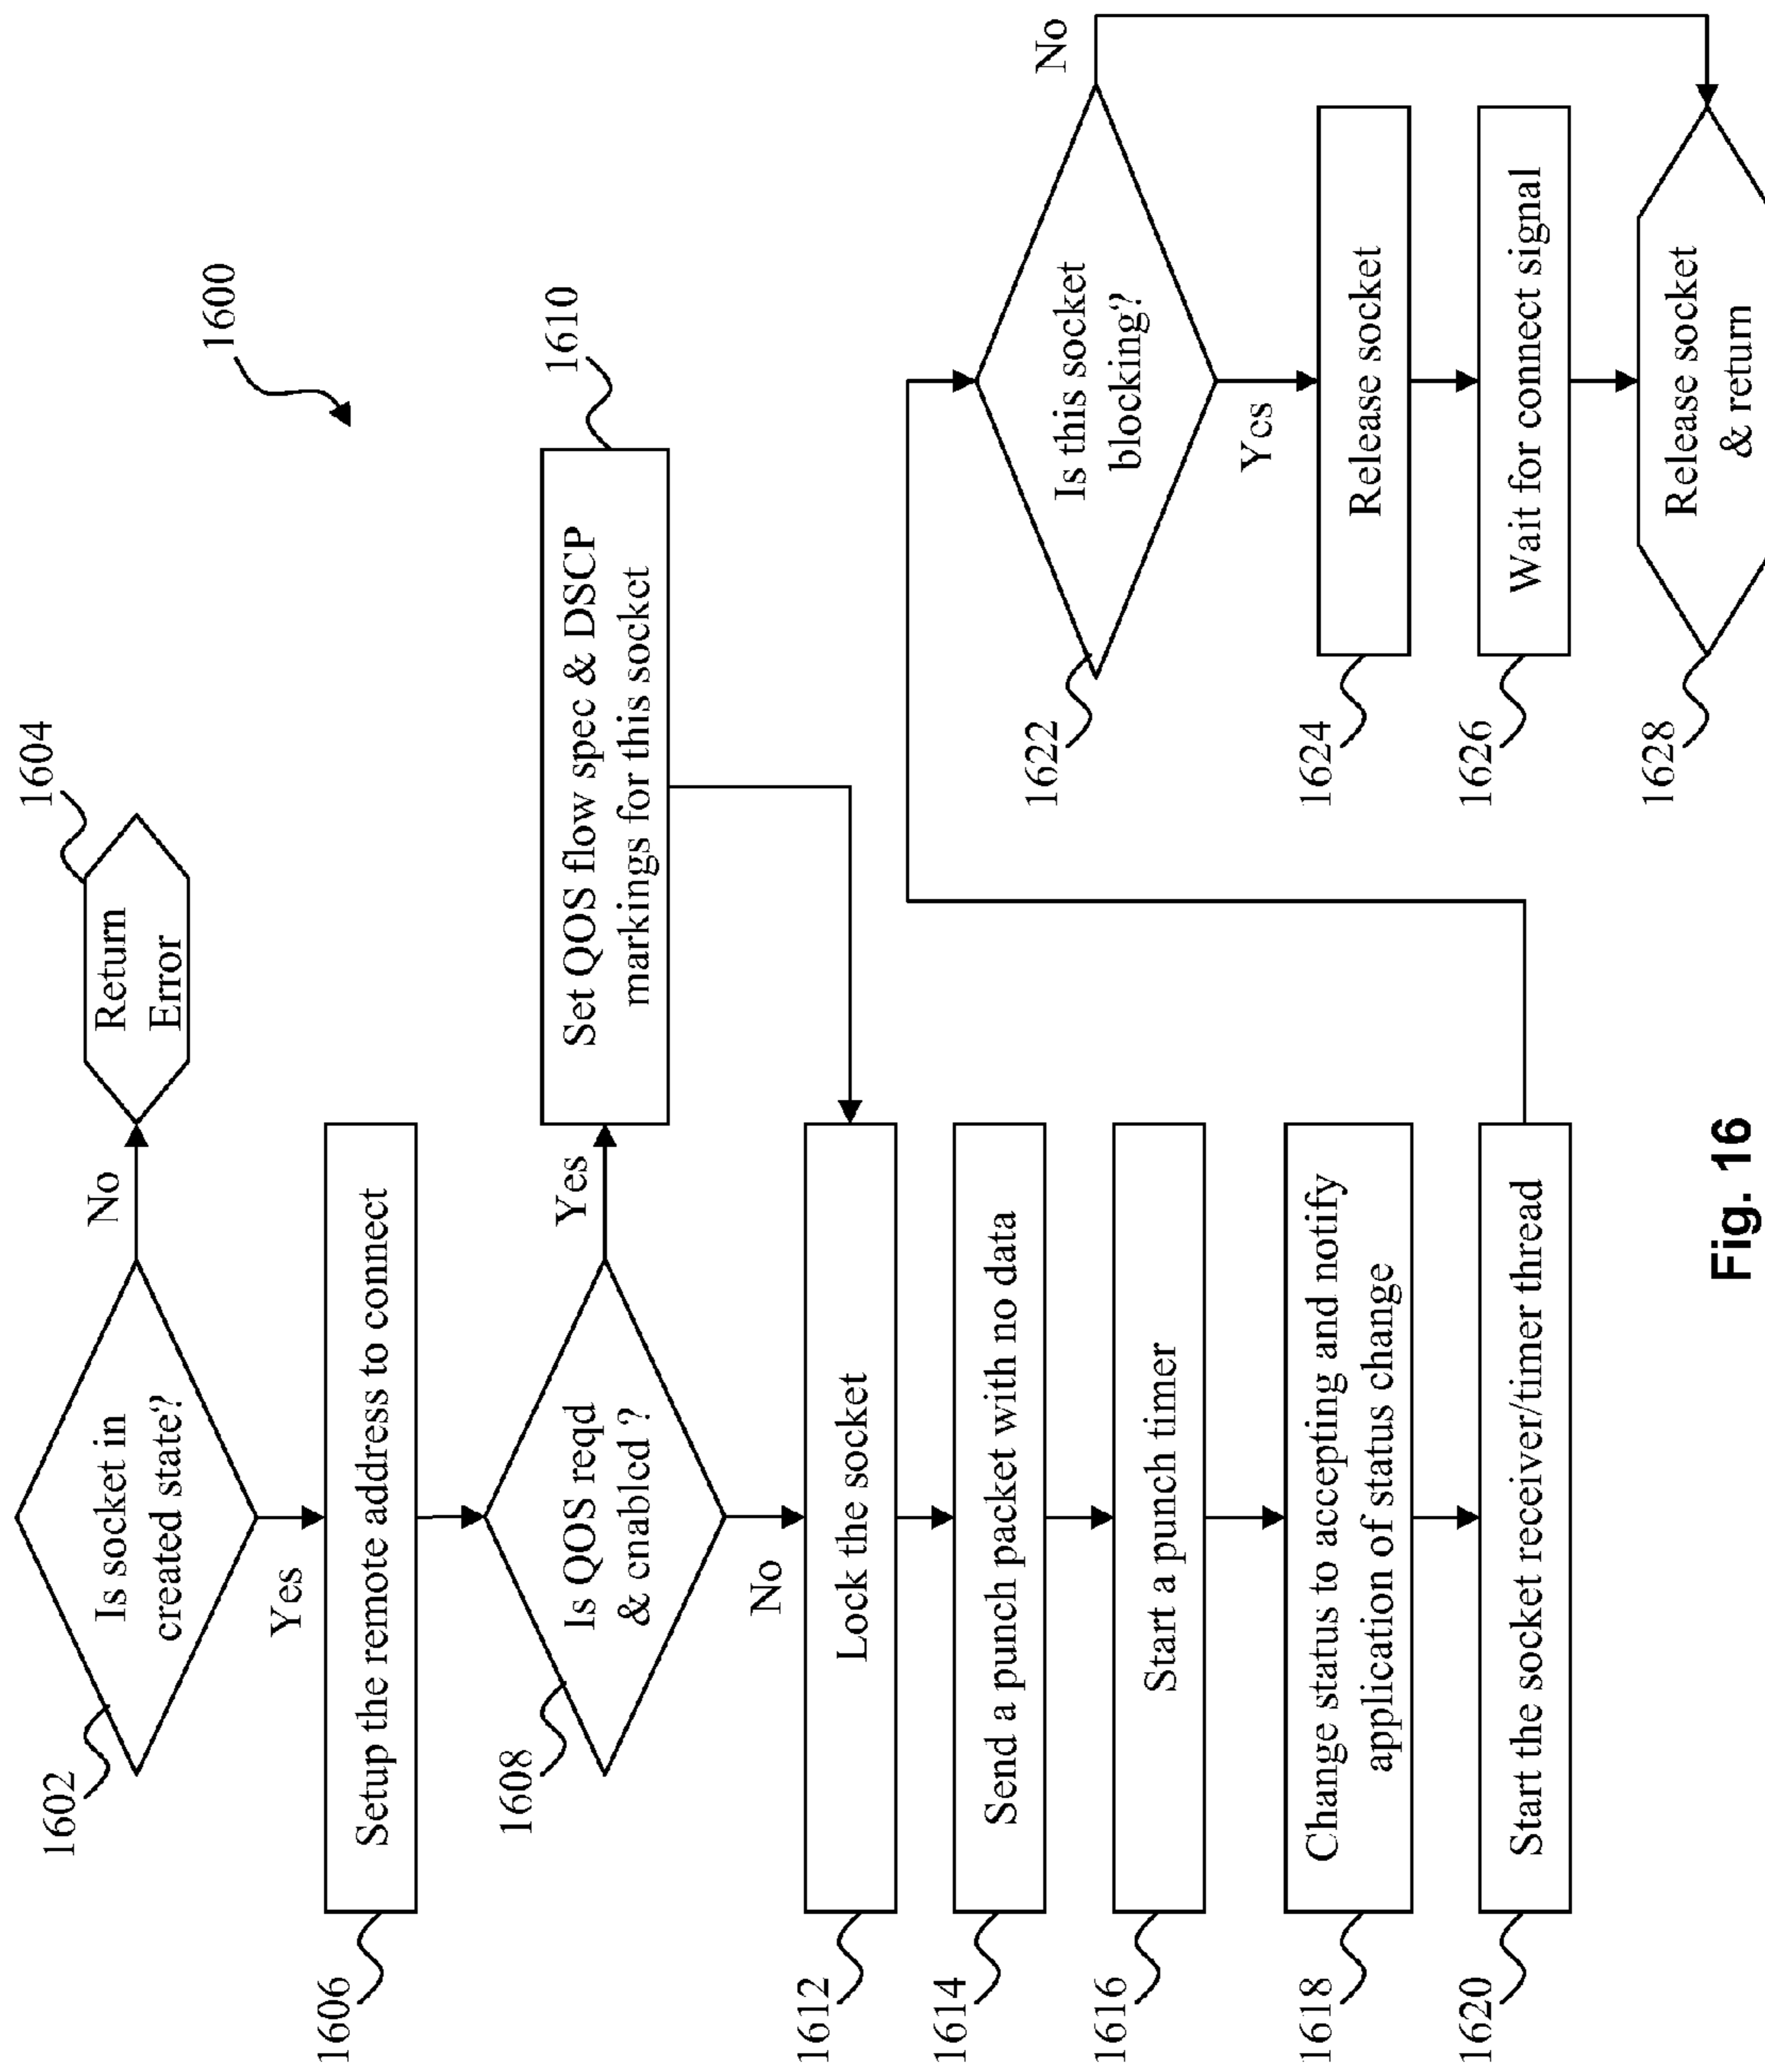 1600
1602
Is socket in
created state?
No
1604
Return
Error
Yes
1606
Setup the remote address to connect
1608
Is QOS reqd
& enabled ?
Yes
1610
Set QOS flow spec & DSCP
markings for this socket
No
1612
Lock the socket
1614
Send a punch packet with no data
1616
Start a punch timer
1618
Change status to accepting and notify
application of status change
1620
Start the socket receiver/timer thread
1622
Is this socket
blocking?
No
Yes
1624
Release socket
1626
Wait for connect signal
1628
Release socket
& return
Fig. 16